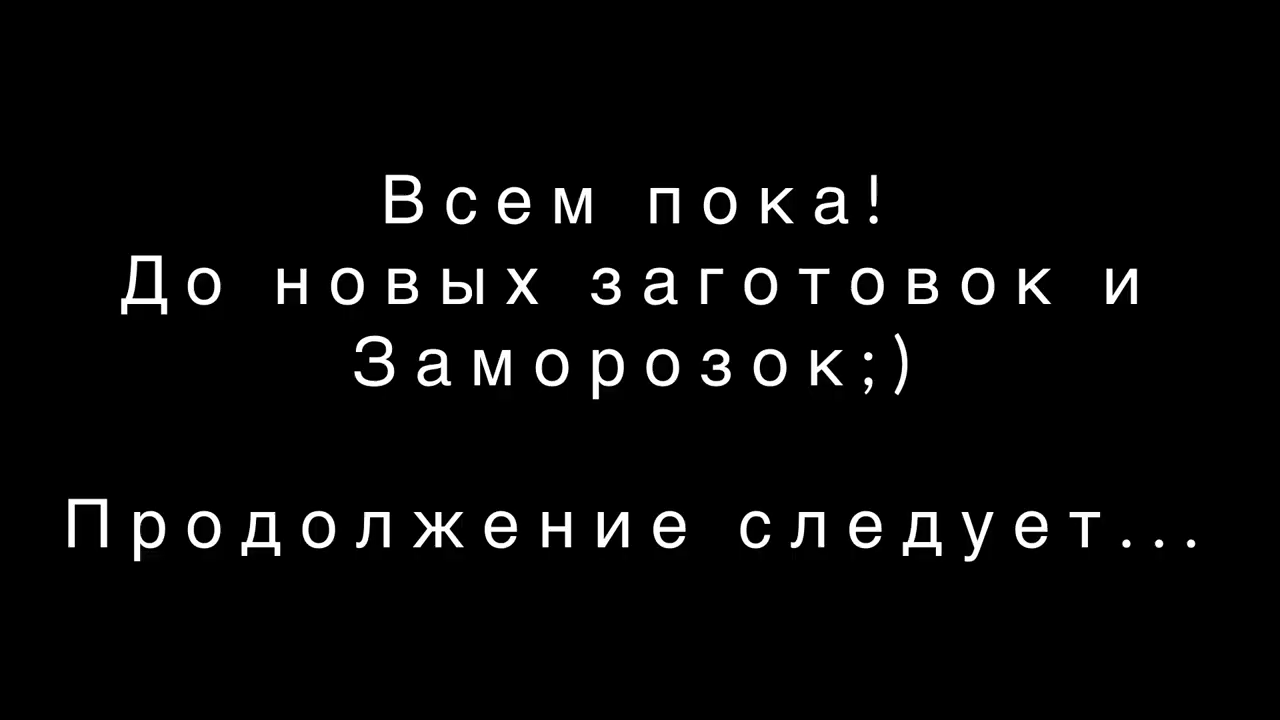 Всем пока!
До новых заготовок и
Заморозок;)
Продолжение следует...